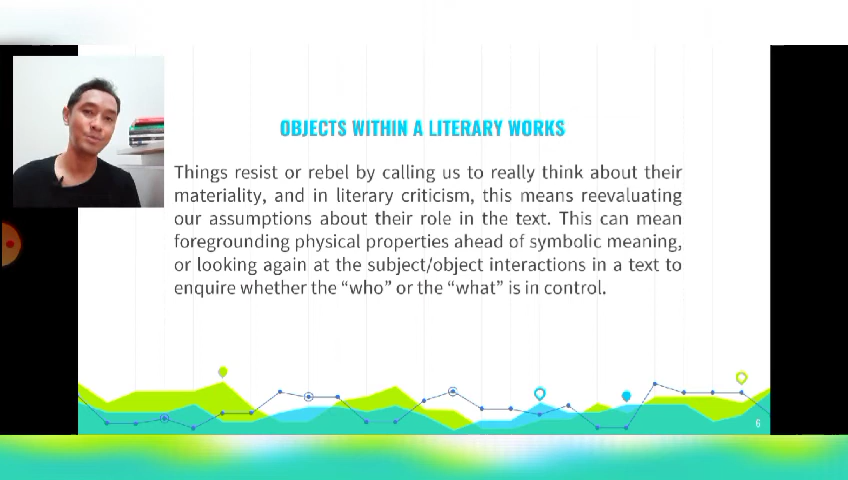 OBJECTS WITHIN A LITERARY WORKS
Things resist or rebel by calling us to really think about their
materiality, and in literary criticism, this means reevaluating
our assumptions about their role in the text. This can mean
foregrounding physical properties ahead of symbolic meaning,
or looking again at the subject/object interactions in a text to
enquire whether the “who” or the “what” is in control.
6